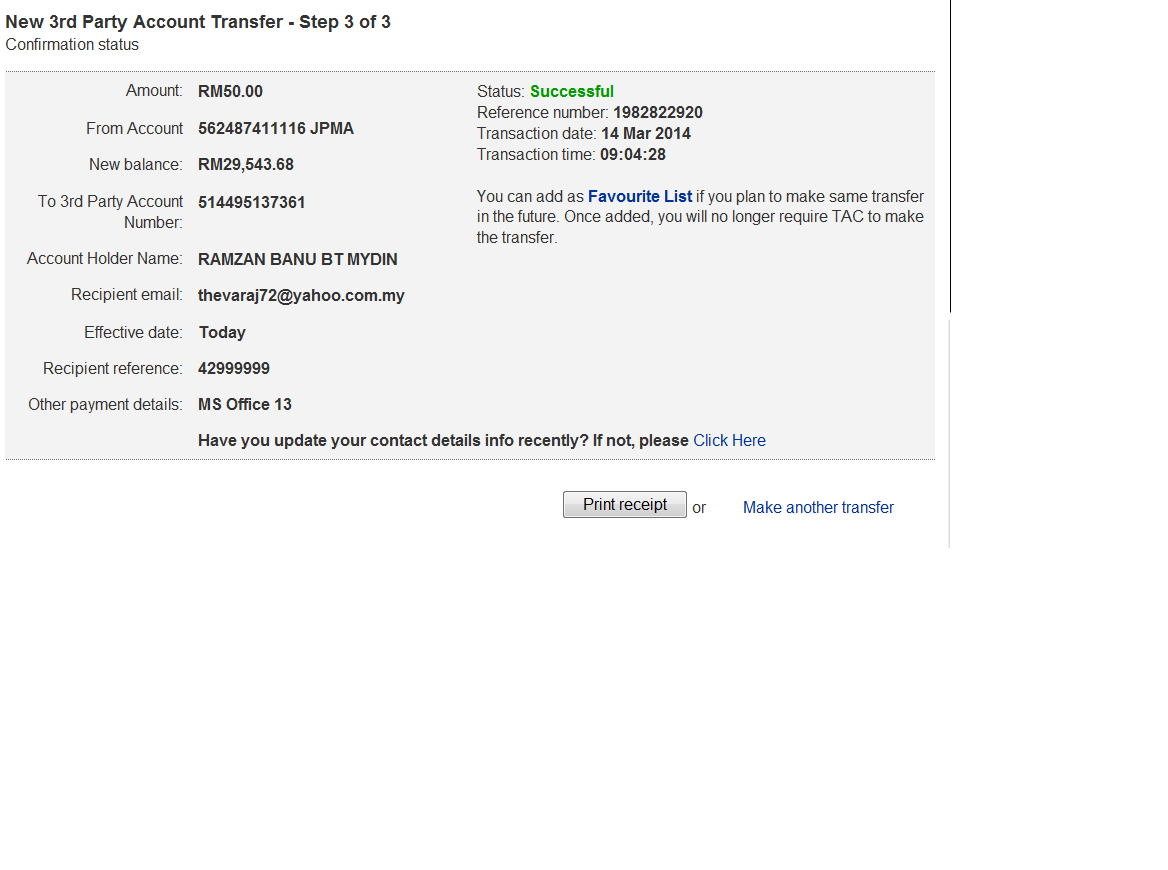 New 3rd Party Account Transfer - Step 3 of 3
Confirmation status
Amount: RM50.00
From Account 562487411116 JPMA
New balance: RM29,543.68
To 3rd Party Account
Number: 514495137361
Account Holder Name: RAMZAN BANU BT MYDIN
Recipient email: thevaraj72@yahoo.com.my
Effective date: Today
Recipient reference: 42999999
Other payment details: MS Office 13
Status: Successful
Reference number: 1982822920
Transaction date: 14 Mar 2014
Transaction time: 09:04:28
You can add as Favourite List if you plan to make same transfer
in the future. Once added, you will no longer require TAC to make
the transfer.
Have you update your contact details info recently? If not, please Click Here
Print receipt or Make another transfer